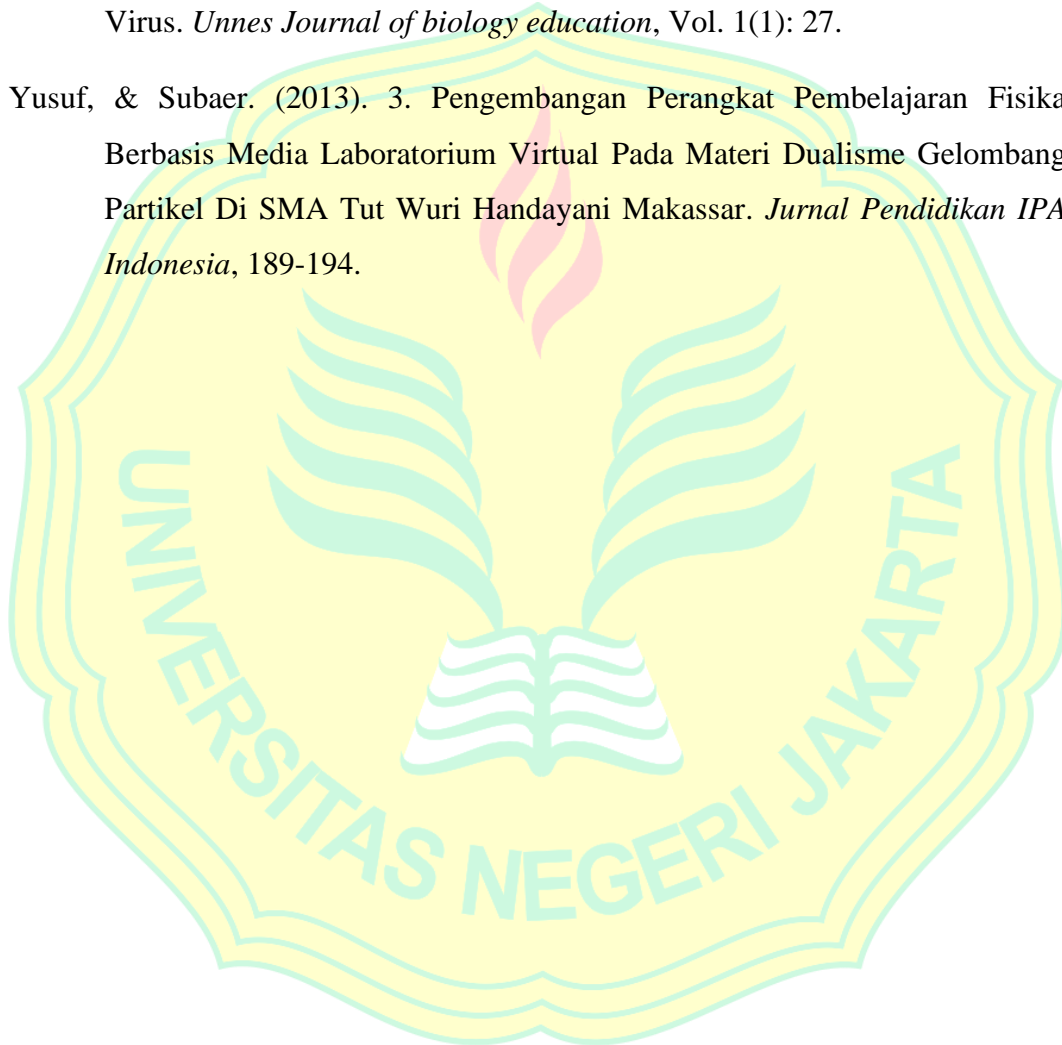 Virus. Unnes Journal of biology education, Vol. 1(1): 27.
Yusuf, & Subaer. (2013). 3. Pengembangan Perangkat Pembelajaran Fisika
Berbasis Media Laboratorium Virtual Pada Materi Dualisme Gelombang
Partikel Di SMA Tut Wuri Handayani Makassar. Jurnal Pendidikan IPA
Indonesia, 189-194.
UNIVERSITAS NEGERI JAKARTA